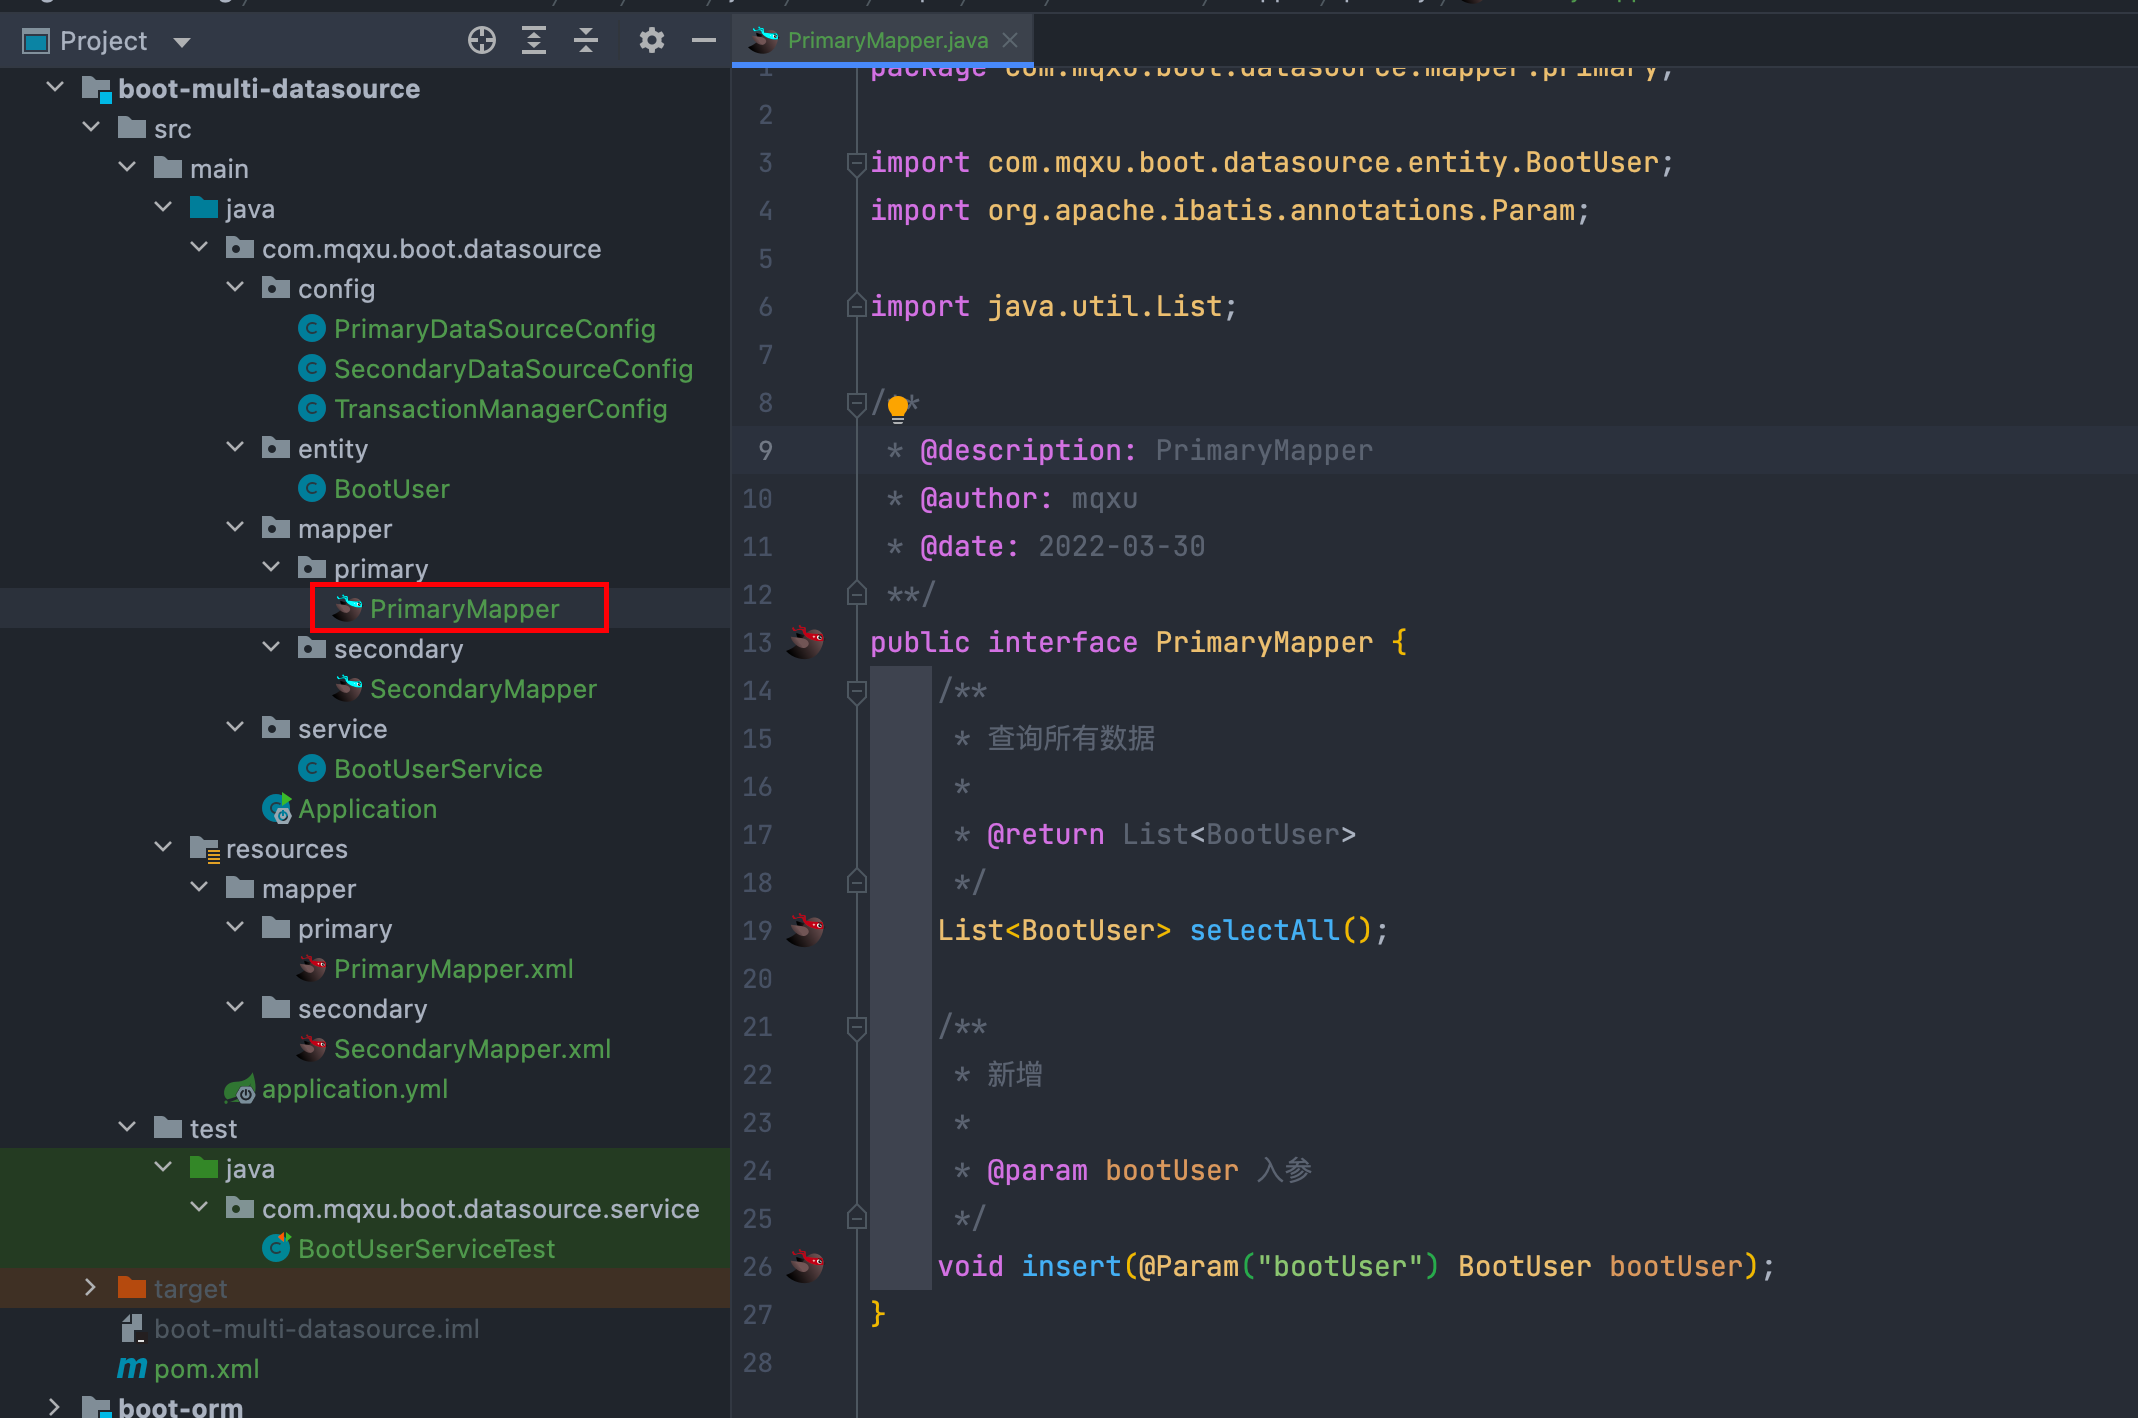 Project
boot-multi-datasource
src
main
java
com.mqxu.boot.datasource
config
PrimaryDataSourceConfig
SecondaryDataSourceConfig
TransactionManagerConfig
entity
BootUser
mapper
primary
PrimaryMapper
secondary
SecondaryMapper
service
BootUserService
Application
resources
mapper
primary
PrimaryMapper.xml
secondary
SecondaryMapper.xml
application.yml
test
java
com.mqxu.boot.datasource.service
BootUserServiceTest
target
boot-multi-datasource.iml
pom.xml
boot-orm
PrimaryMapper.java
1 package com.mqxu.boot.datasource.mapper.primary;
2
3 import com.mqxu.boot.datasource.entity.BootUser;
4 import org.apache.ibatis.annotations.Param;
5
6 import java.util.List;
7
8 /**
9 * @description: PrimaryMapper
10 * @author: mqxu
11 * @date: 2022-03-30
12 **/
13 public interface PrimaryMapper {
14 /**
15 * 查询所有数据
16 *
17 * @return List<BootUser>
18 */
19 List<BootUser> selectAll();
20
21 /**
22 * 新增
23 *
24 * @param bootUser 入参
25 */
26 void insert(@Param("bootUser") BootUser bootUser);
27 }
28